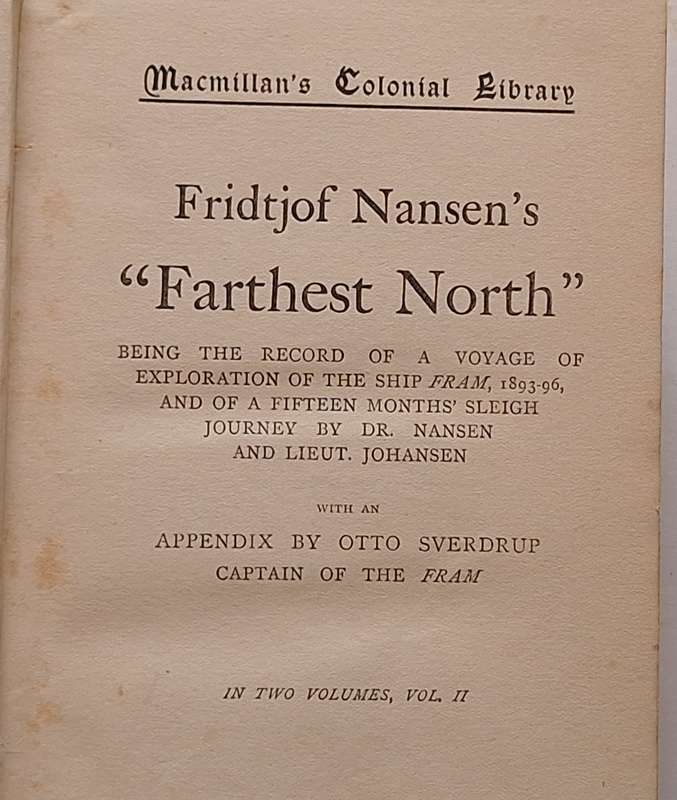 Macmillan's Colonial Library
Fridtjof Nansen's
“Farthest North”
BEING THE RECORD OF A VOYAGE OF
EXPLORATION OF THE SHIP FRAM, 1893-96,
AND OF A FIFTEEN MONTHS' SLEIGH
JOURNEY BY DR. NANSEN
AND LIEUT. JOHANSEN
WITH AN
APPENDIX BY OTTO SVERDRUP
CAPTAIN OF THE FRAM
IN TWO VOLUMES, VOL. II